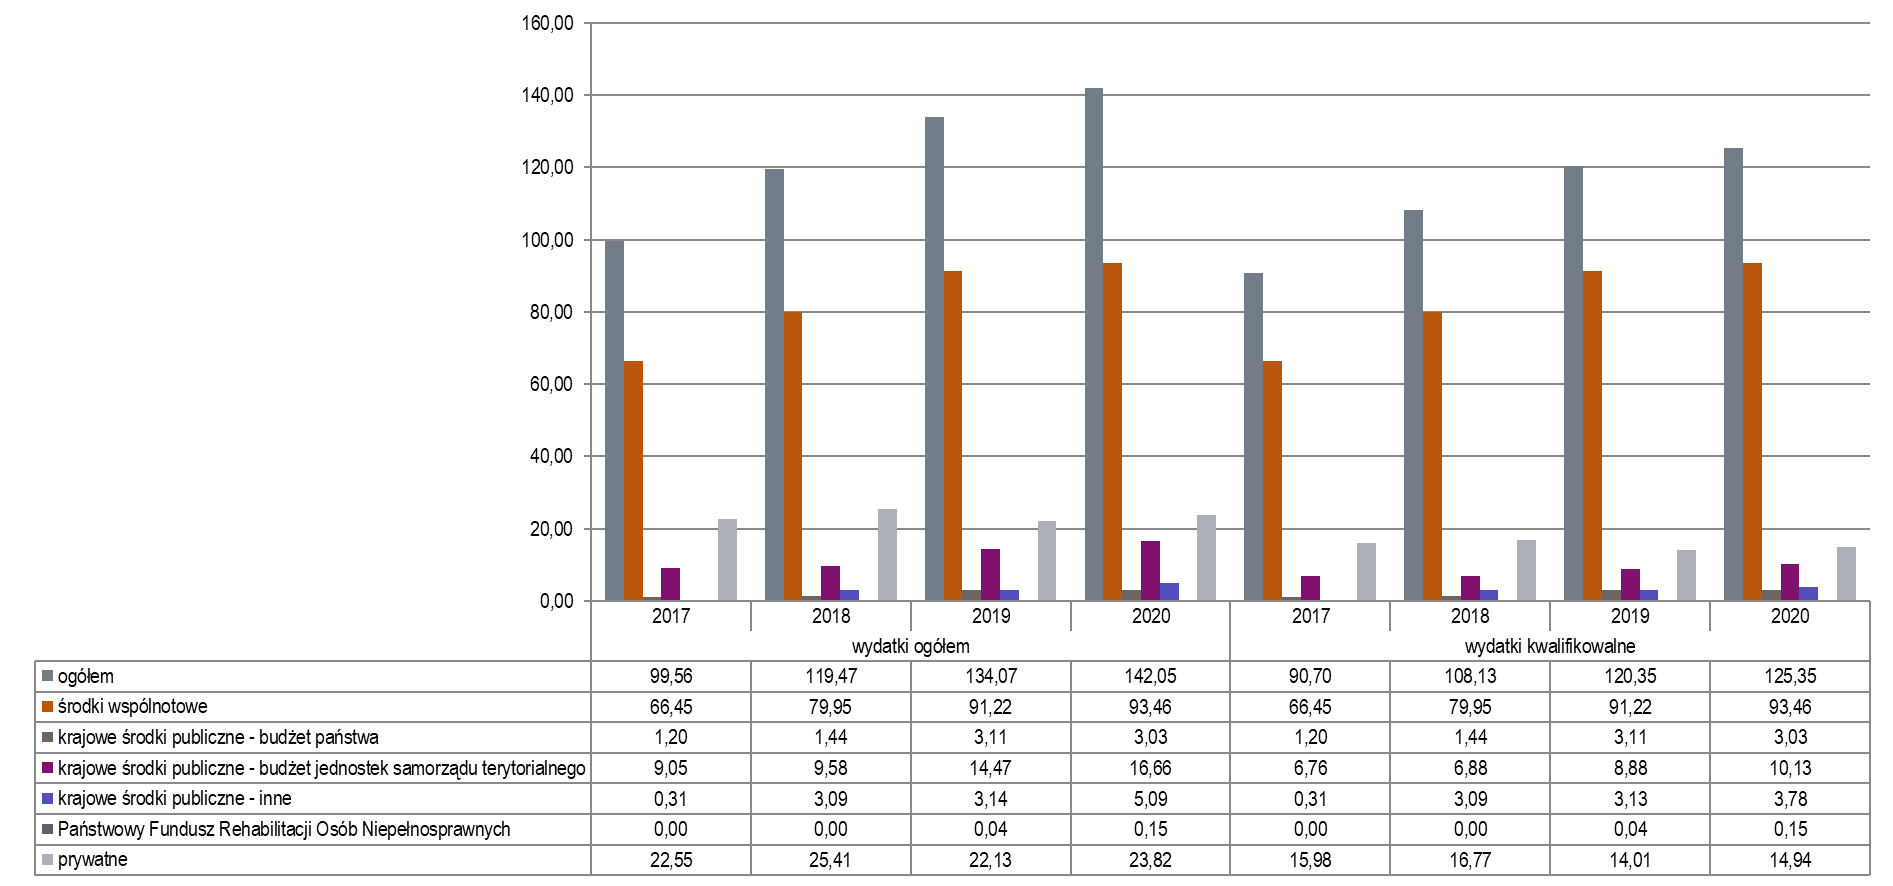 160,00
140,00
120,00
100,00
80,00
60,00
40,00
20,00
0,00
2017 2018 2019 2020 2017 2018 2019 2020
wydatki ogółem wydatki kwalifikowalne
ogółem 99,56 119,47 134,07 142,05 90,70 108,13 120,35 125,35
środki wspólnotowe 66,45 79,95 91,22 93,46 66,45 79,95 91,22 93,46
krajowe środki publiczne - budżet państwa 1,20 1,44 3,11 3,03 1,20 1,44 3,11 3,03
krajowe środki publiczne - budżet jednostek samorządu terytorialnego 9,05 9,58 14,47 16,66 6,76 6,88 8,88 10,13
krajowe środki publiczne - inne 0,31 3,09 3,14 5,09 0,31 3,09 3,13 3,78
Państwowy Fundusz Rehabilitacji Osób Niepełnosprawnych 0,00 0,00 0,04 0,15 0,00 0,00 0,04 0,15
prywatne 22,55 25,41 22,13 23,82 15,98 16,77 14,01 14,94